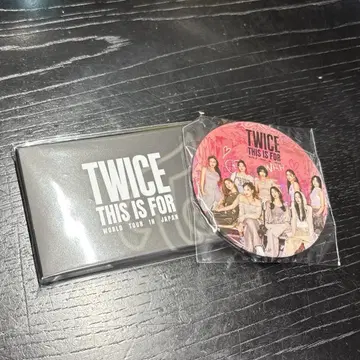 TWICE
THIS IS FOR
WORLD TOUR IN JAPAN
TWICE
THIS IS FOR